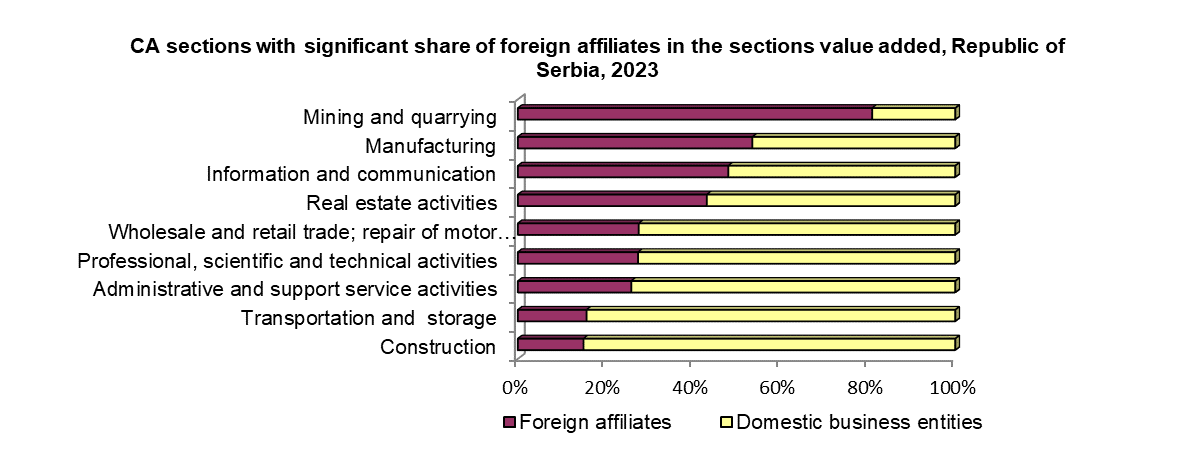 CA sections with significant share of foreign affiliates in the sections value added, Republic of
Serbia, 2023
Mining and quarrying
Manufacturing
Information and communication
Real estate activities
Wholesale and retail trade; repair of motor…
Professional, scientific and technical activities
Administrative and support service activities
Transportation and  storage
Construction
0% 20% 40% 60% 80% 100%
Foreign affiliates Domestic business entities